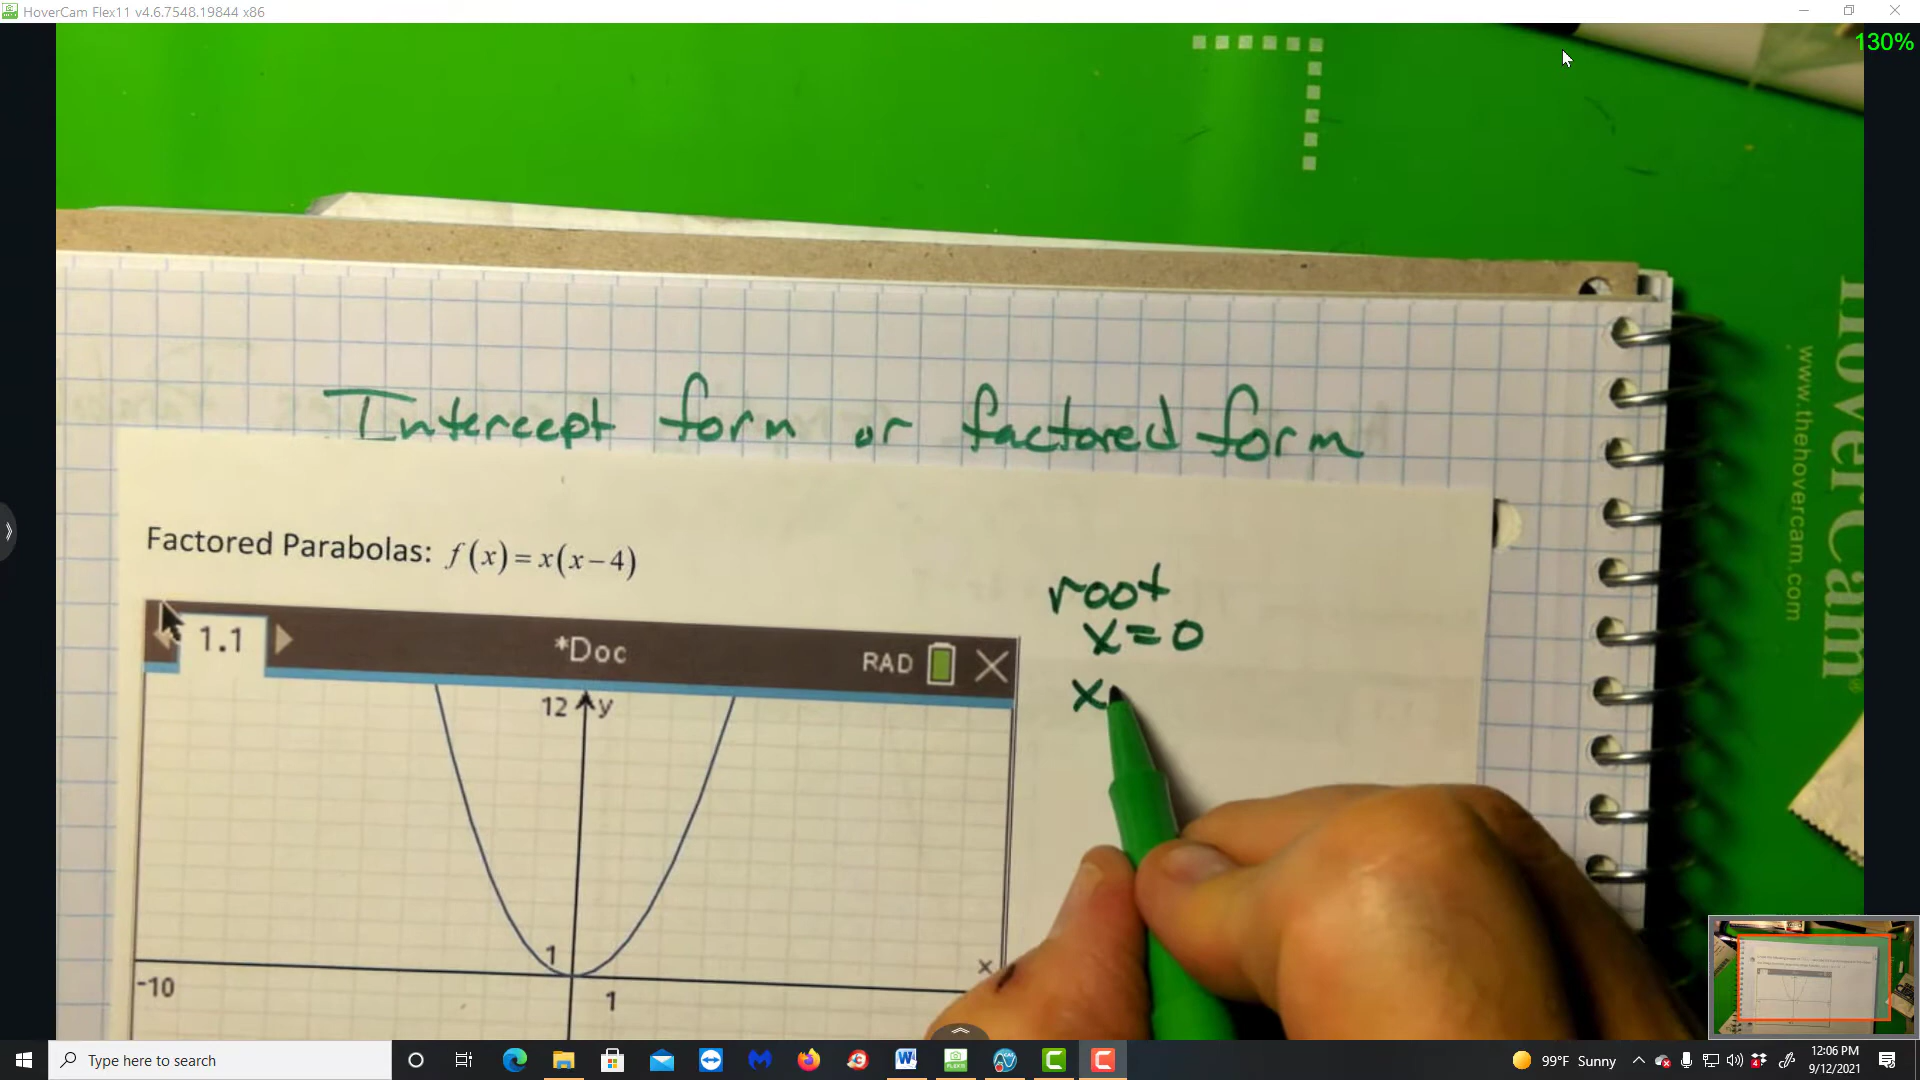 HoverCam Flex11 v4.6.7548.19844 x86
130%
Intercept form or factored form
Factored Parabolas: f(x)=x(x−4)
root
x=0
x
1.1
*Doc
RAD
12
y
1
x
-10
1
HoverCam
www.thehovercam.com
Type here to search
99°F Sunny
12:06 PM
9/12/2021